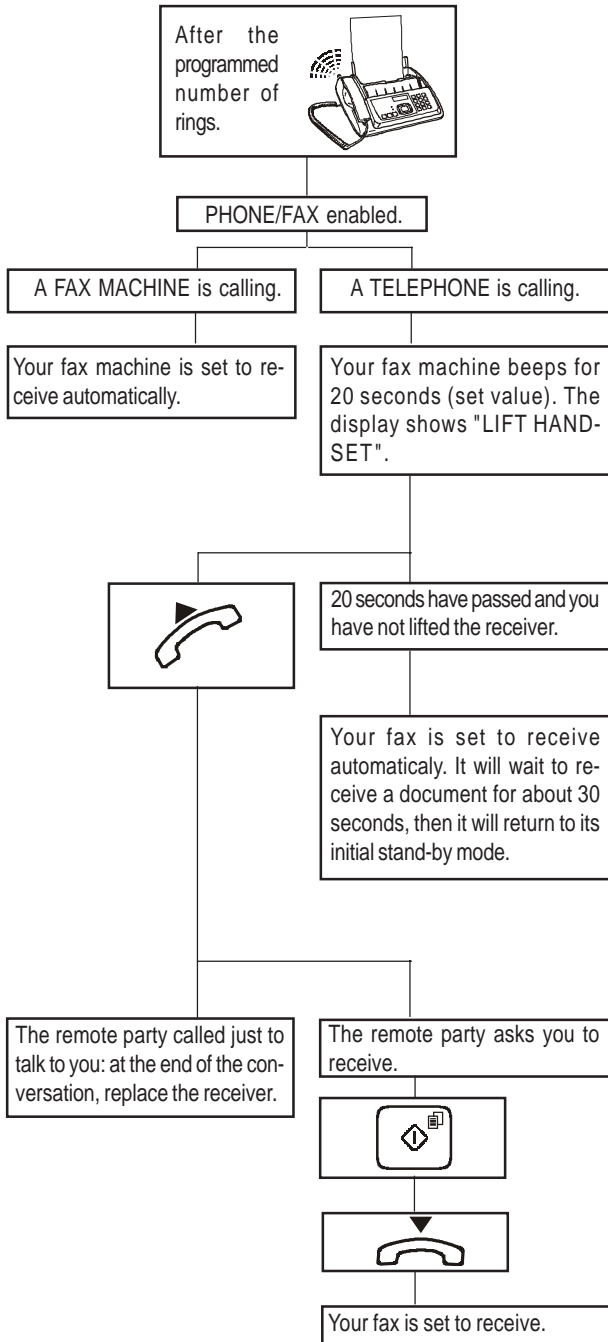 After the
programmed
number of
rings.
PHONE/FAX enabled.
A FAX MACHINE is calling.
A TELEPHONE is calling.
Your fax machine is set to re-
ceive automatically.
Your fax machine beeps for
20 seconds (set value). The
display shows "LIFT HAND-
SET".
20 seconds have passed and you
have not lifted the receiver.
Your fax is set to receive
automaticaly. It will wait to re-
ceive a document for about 30
seconds, then it will return to its
initial stand-by mode.
The remote party called just to
talk to you: at the end of the con-
versation, replace the receiver.
The remote party asks you to
receive.
Your fax is set to receive.